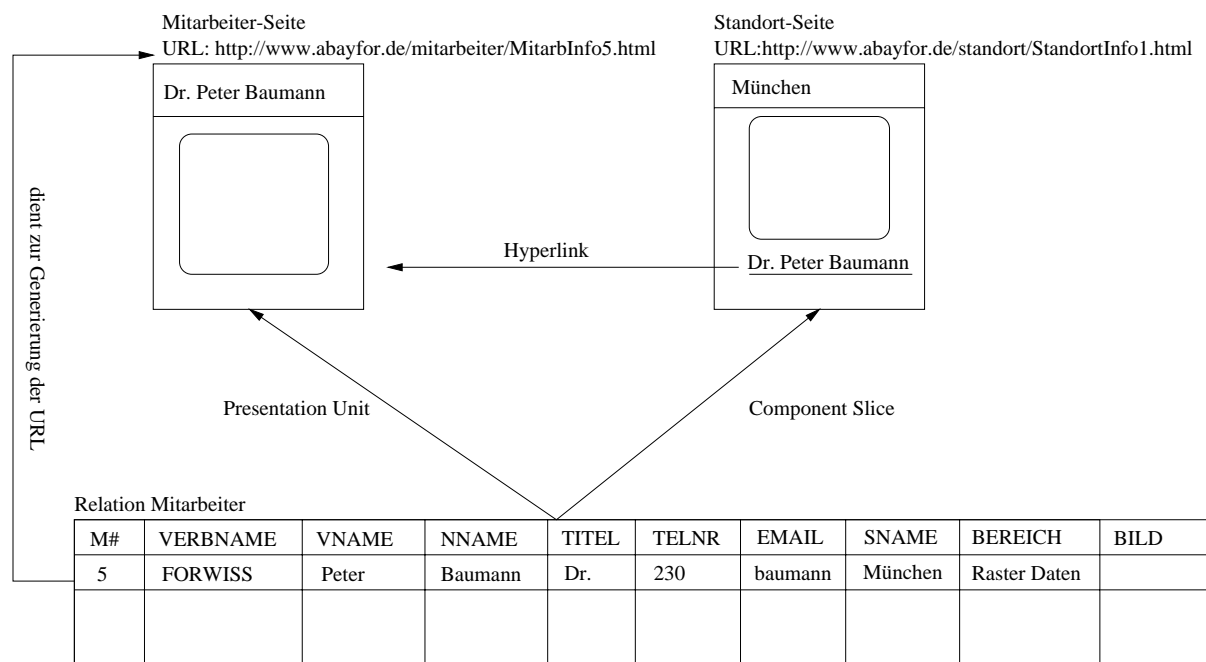 Mitarbeiter-Seite
URL: http://www.abayfor.de/mitarbeiter/MitarbInfo5.html
Standort-Seite
URL:http://www.abayfor.de/standort/StandortInfo1.html
Dr. Peter Baumann
München
Hyperlink
Dr. Peter Baumann
dient zur Generierung der URL
Presentation Unit
Component Slice
Relation Mitarbeiter
M# VERBNAME VNAME NNAME TITEL TELNR EMAIL SNAME BEREICH BILD
5 FORWISS Peter Baumann Dr. 230 baumann München Raster Daten